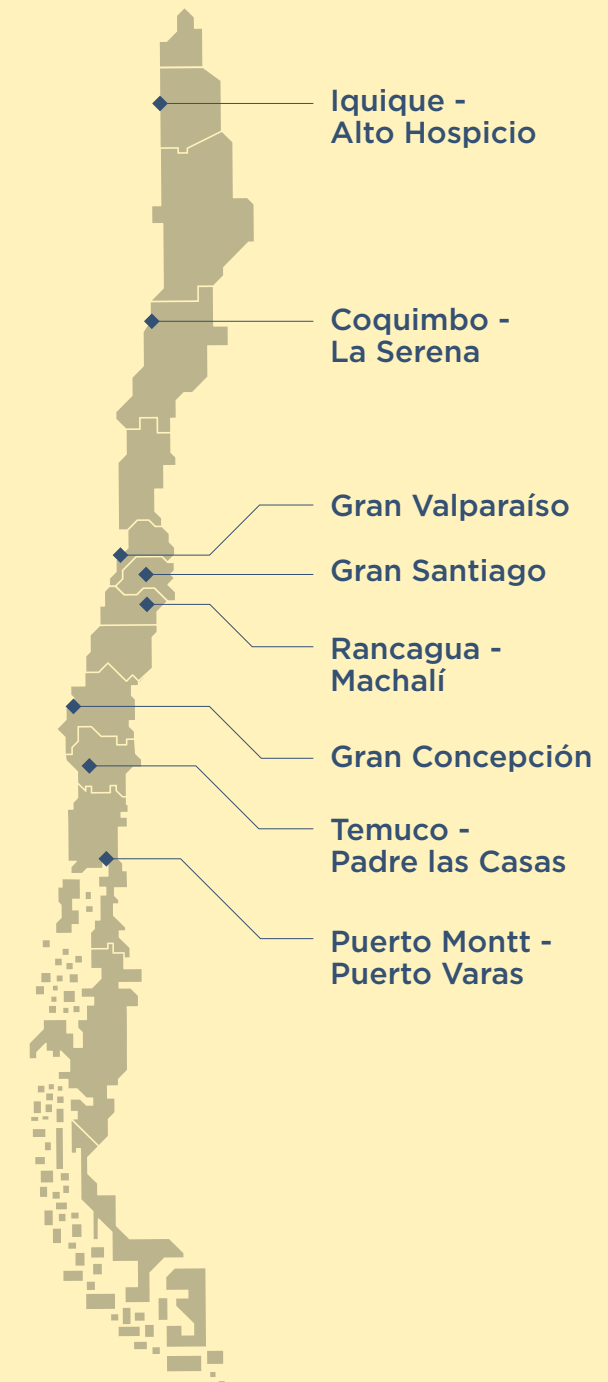 Iquique -
Alto Hospicio
Coquimbo -
La Serena
Gran Valparaíso
Gran Santiago
Rancagua -
Machalí
Gran Concepción
Temuco -
Padre las Casas
Puerto Montt -
Puerto Varas